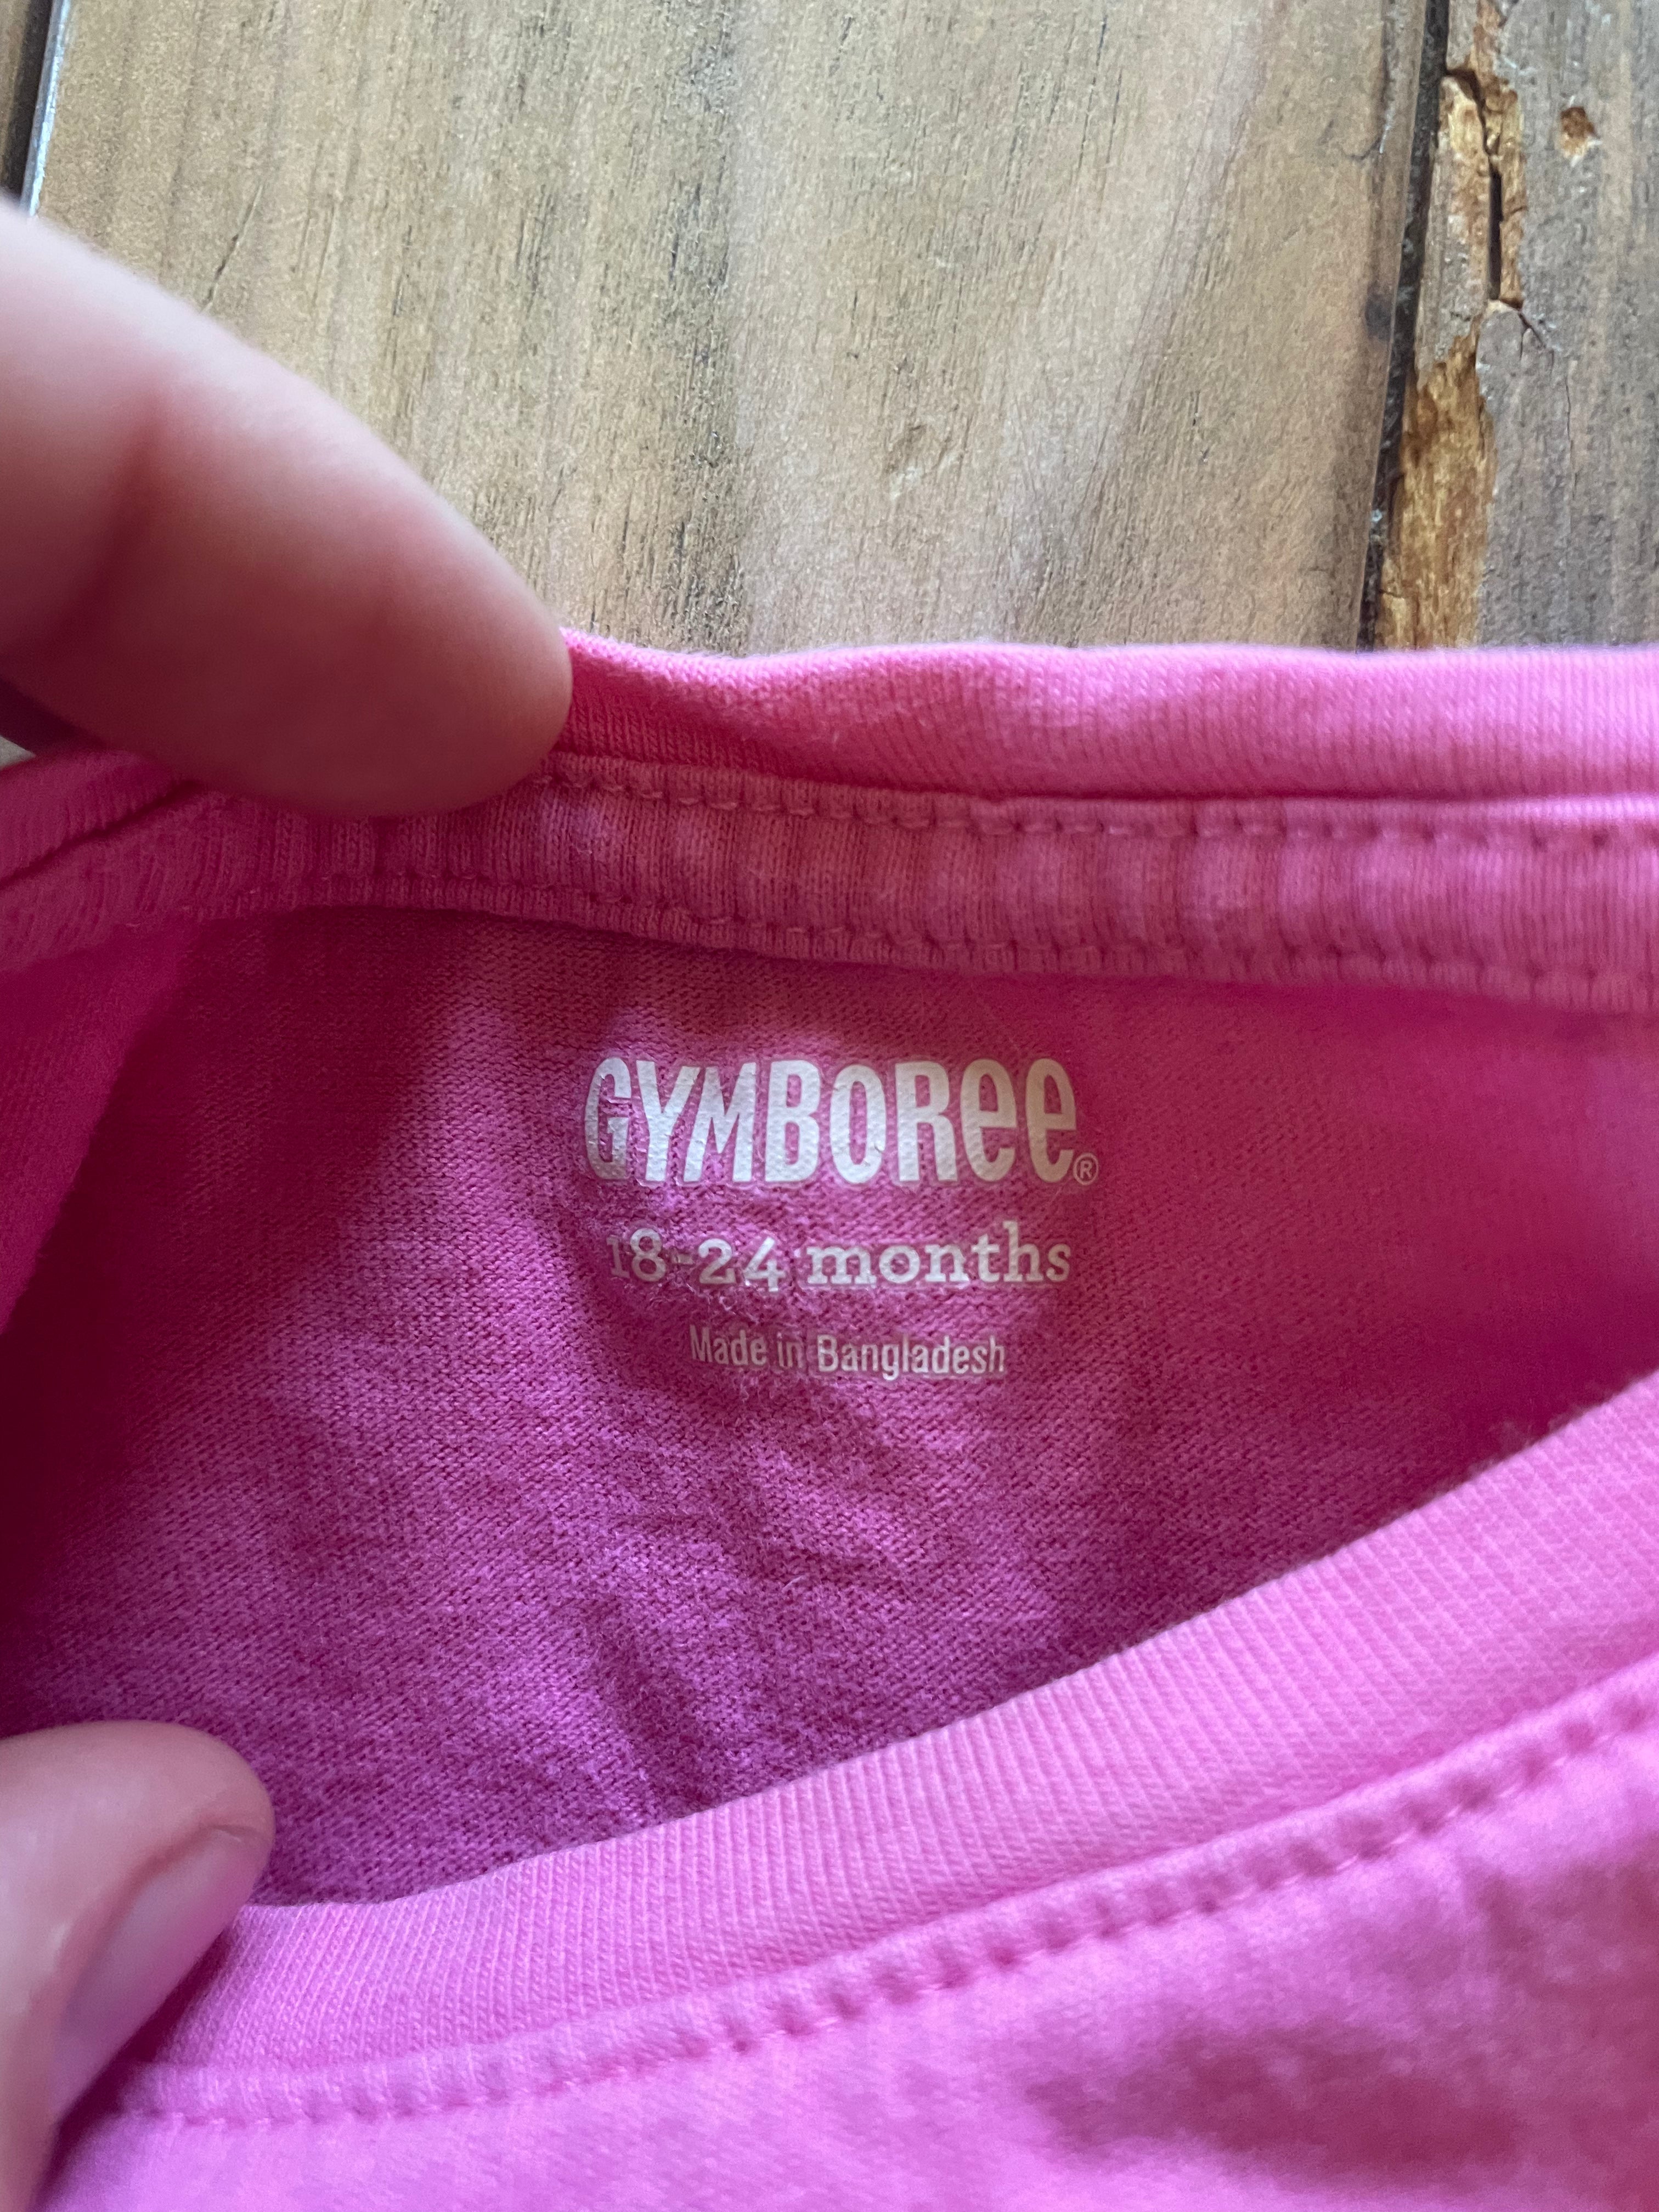 GYMBOREE®
18-24 months
Made in Bangladesh